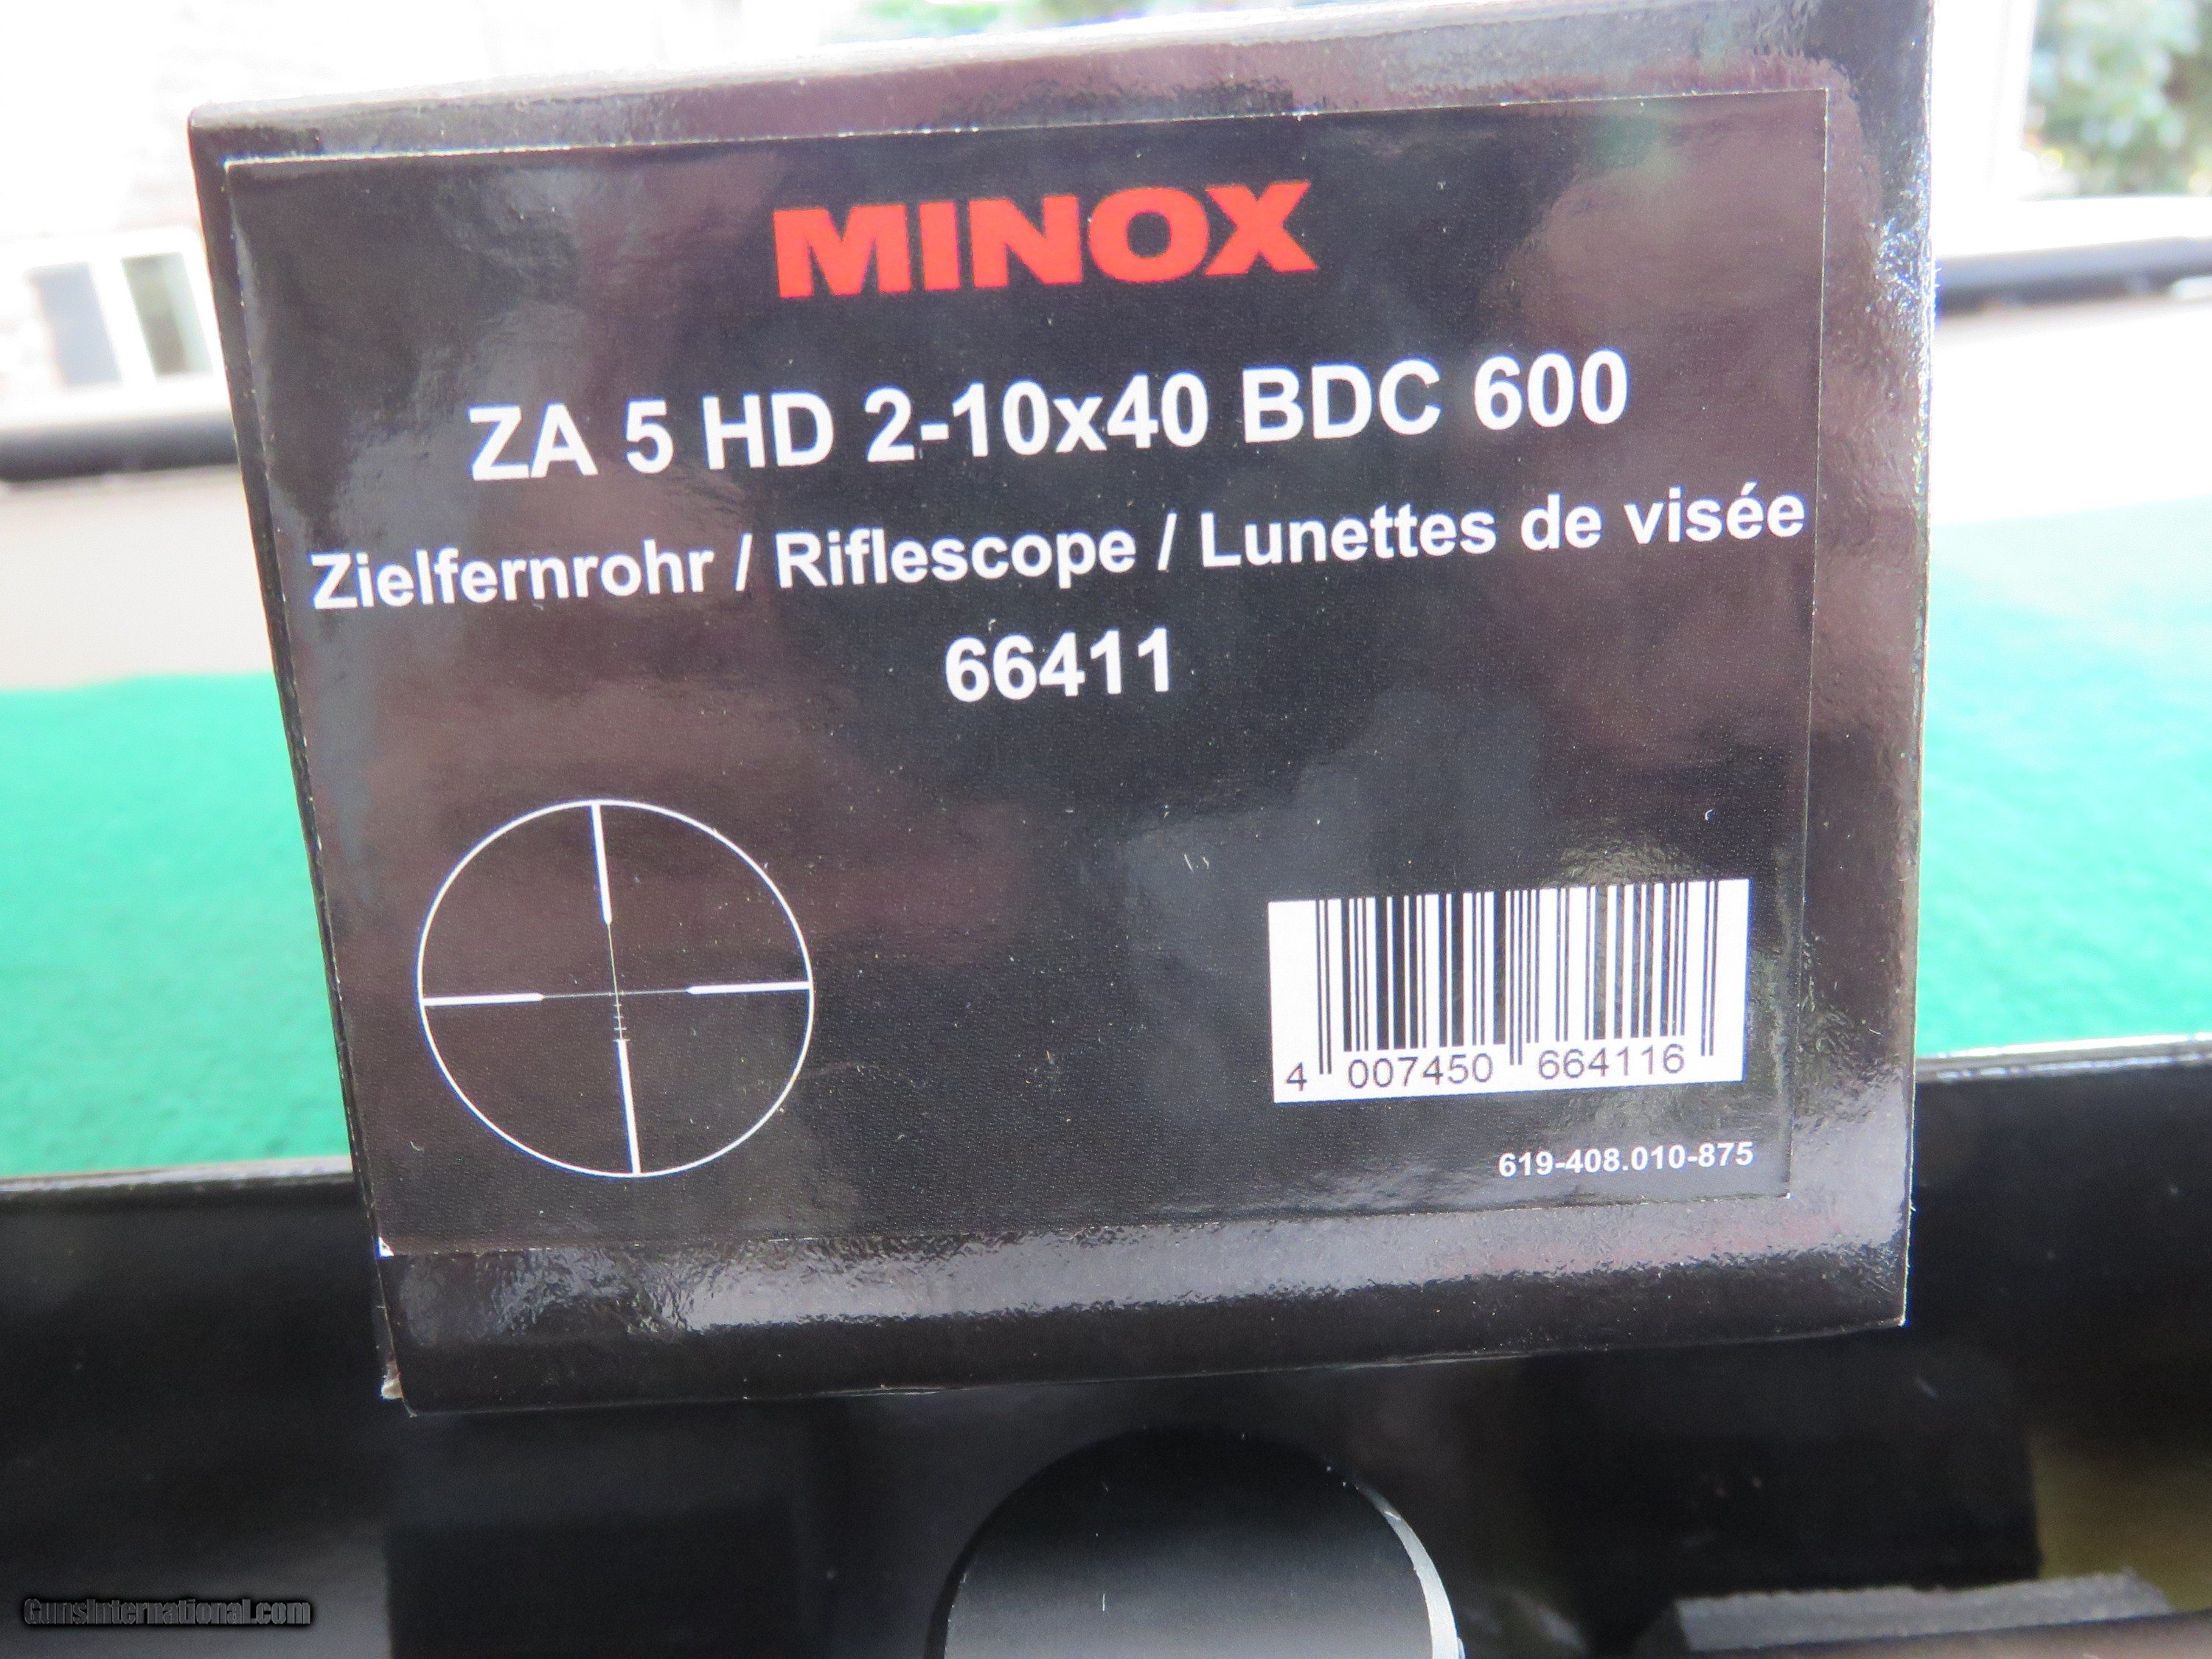 MINOX
ZA 5 HD 2-10x40 BDC 600
Zielfernrohr / Riflescope / Lunettes de visée
66411
4 007450 664116
619-408.010-875
GunsInternational.com